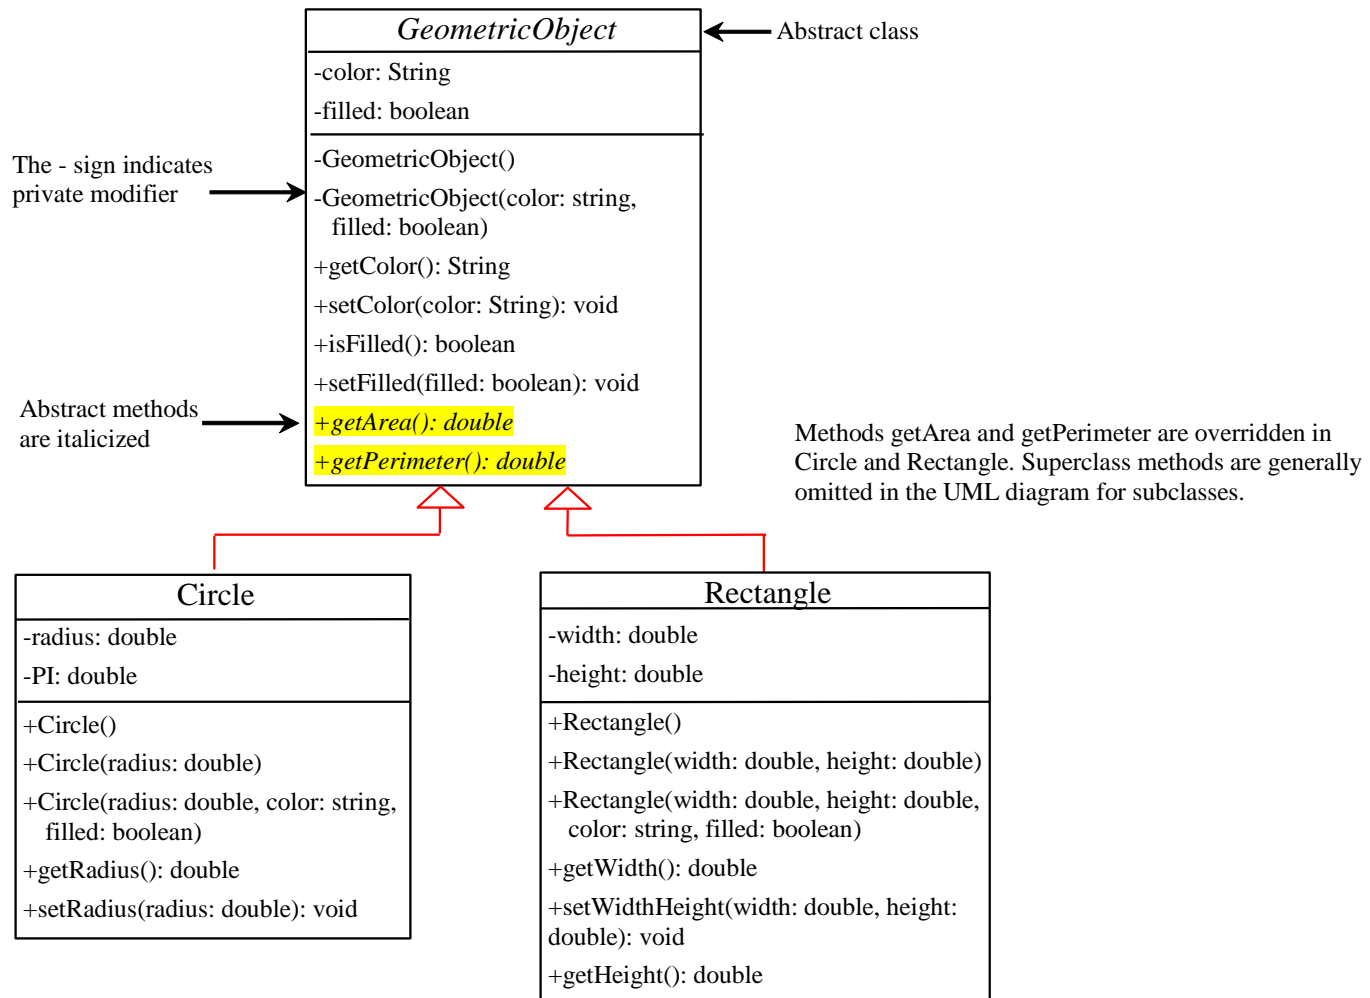 GeometricObject
Abstract class
-color: String
-filled: boolean
The - sign indicates
private modifier
-GeometricObject()
-GeometricObject(color: string,
filled: boolean)
+getColor(): String
+setColor(color: String): void
+isFilled(): boolean
+setFilled(filled: boolean): void
Abstract methods
are italicized
+getArea(): double
+getPerimeter(): double
Methods getArea and getPerimeter are overridden in
Circle and Rectangle. Superclass methods are generally
omitted in the UML diagram for subclasses.
Circle
-radius: double
-PI: double
+Circle()
+Circle(radius: double)
+Circle(radius: double, color: string,
filled: boolean)
+getRadius(): double
+setRadius(radius: double): void
Rectangle
-width: double
-height: double
+Rectangle()
+Rectangle(width: double, height: double)
+Rectangle(width: double, height: double,
color: string, filled: boolean)
+getWidth(): double
+setWidthHeight(width: double, height:
double): void
+getHeight(): double